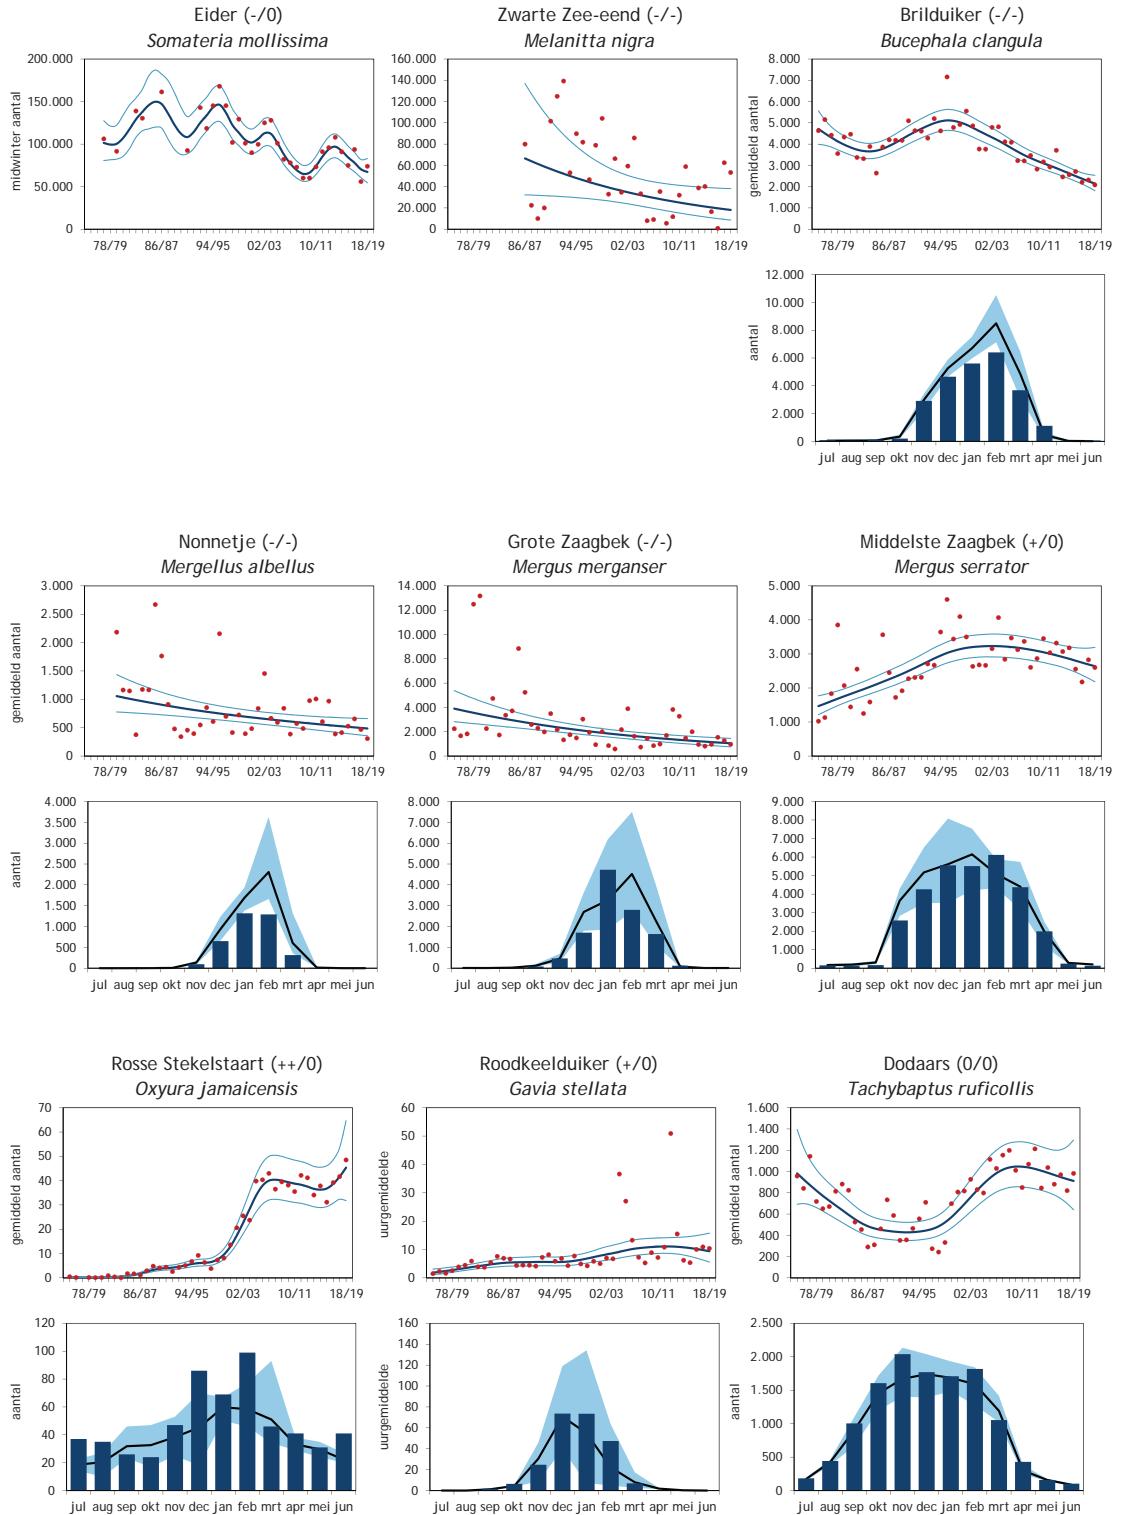 Eider (-/0)
Somateria mollissima
200.000
150.000
100.000
50.000
0
midwinter aantal
78/79 86/87 94/95 02/03 10/11 18/19
Zwarte Zee-eend (-/-)
Melanitta nigra
160.000
140.000
120.000
100.000
80.000
60.000
40.000
20.000
0
78/79 86/87 94/95 02/03 10/11 18/19
Brilduiker (-/-)
Bucephala clangula
8.000
7.000
6.000
5.000
4.000
3.000
2.000
1.000
0
gemiddeld aantal
78/79 86/87 94/95 02/03 10/11 18/19
12.000
10.000
8.000
6.000
4.000
2.000
0
aantal
jul aug sep okt nov dec jan feb mrt apr mei jun
Nonnetje (-/-)
Mergellus albellus
3.000
2.500
2.000
1.500
1.000
500
0
gemiddeld aantal
78/79 86/87 94/95 02/03 10/11 18/19
4.000
3.500
3.000
2.500
2.000
1.500
1.000
500
0
aantal
jul aug sep okt nov dec jan feb mrt apr mei jun
Grote Zaagbek (-/-)
Mergus merganser
14.000
12.000
10.000
8.000
6.000
4.000
2.000
0
78/79 86/87 94/95 02/03 10/11 18/19
8.000
7.000
6.000
5.000
4.000
3.000
2.000
1.000
0
jul aug sep okt nov dec jan feb mrt apr mei jun
Middelste Zaagbek (+/0)
Mergus serrator
5.000
4.000
3.000
2.000
1.000
0
78/79 86/87 94/95 02/03 10/11 18/19
9.000
8.000
7.000
6.000
5.000
4.000
3.000
2.000
1.000
0
jul aug sep okt nov dec jan feb mrt apr mei jun
Rosse Stekelstaart (++/0)
Oxyura jamaicensis
70
60
50
40
30
20
10
0
gemiddeld aantal
78/79 86/87 94/95 02/03 10/11 18/19
120
100
80
60
40
20
0
aantal
jul aug sep okt nov dec jan feb mrt apr mei jun
Roodkeelduiker (+/0)
Gavia stellata
60
50
40
30
20
10
0
uurgemiddelde
78/79 86/87 94/95 02/03 10/11 18/19
160
140
120
100
80
60
40
20
0
uurgemiddelde
jul aug sep okt nov dec jan feb mrt apr mei jun
Dodaars (0/0)
Tachybaptus ruficollis
1.600
1.400
1.200
1.000
800
600
400
200
0
gemiddeld aantal
78/79 86/87 94/95 02/03 10/11 18/19
2.500
2.000
1.500
1.000
500
0
aantal
jul aug sep okt nov dec jan feb mrt apr mei jun